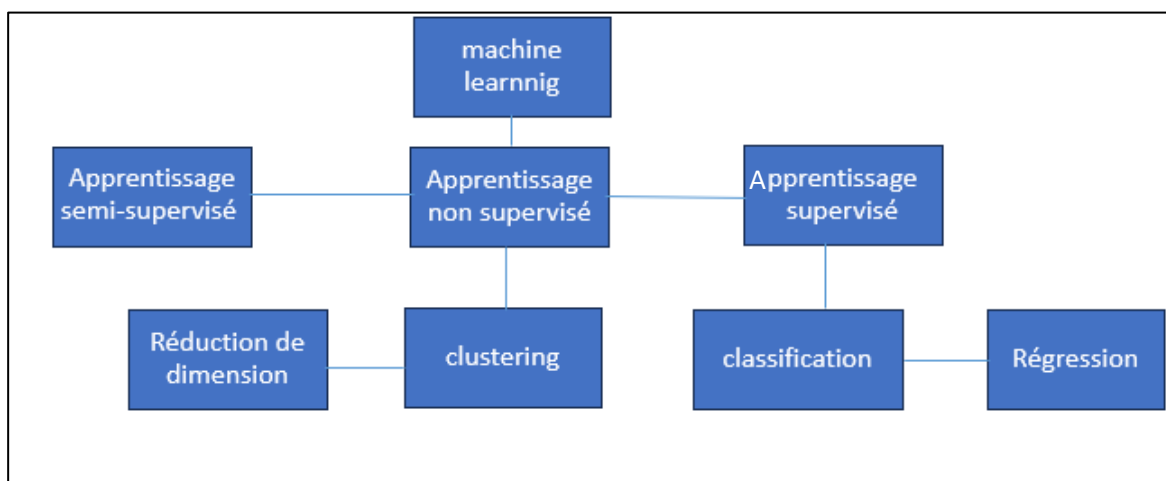 machine
learnnig
Apprentissage
semi-supervisé
Apprentissage
non supervisé
Apprentissage
supervisé
Réduction de
dimension
clustering
classification
Régression